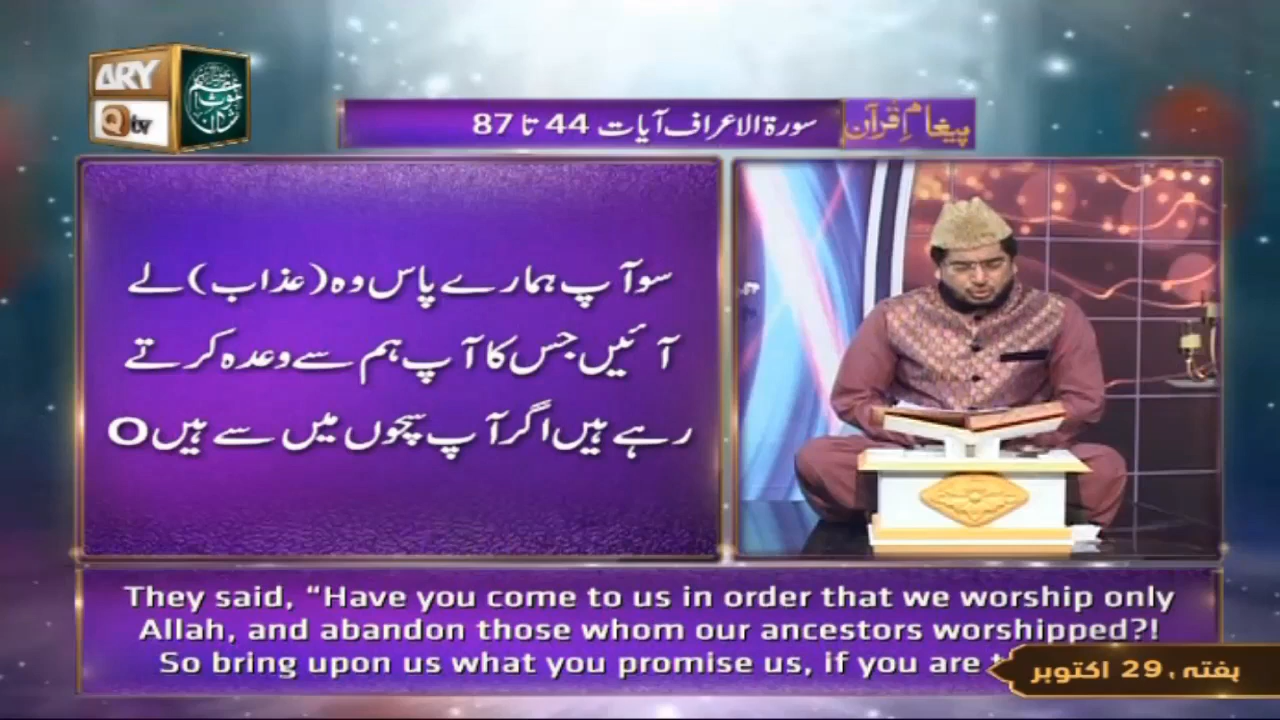 ARY
Qtv
پیغامِ قرآن
سورۃ الاعراف آیات 44 تا 87
سو آپ ہمارے پاس وہ (عذاب) لے
آئیں جس کا آپ ہم سے وعدہ کرتے
رہے ہیں اگر آپ سچوں میں سے ہیں O
They said, “Have you come to us in order that we worship only
Allah, and abandon those whom our ancestors worshipped?!
So bring upon us what you promise us, if you are
ہفتہ، 29 اکتوبر